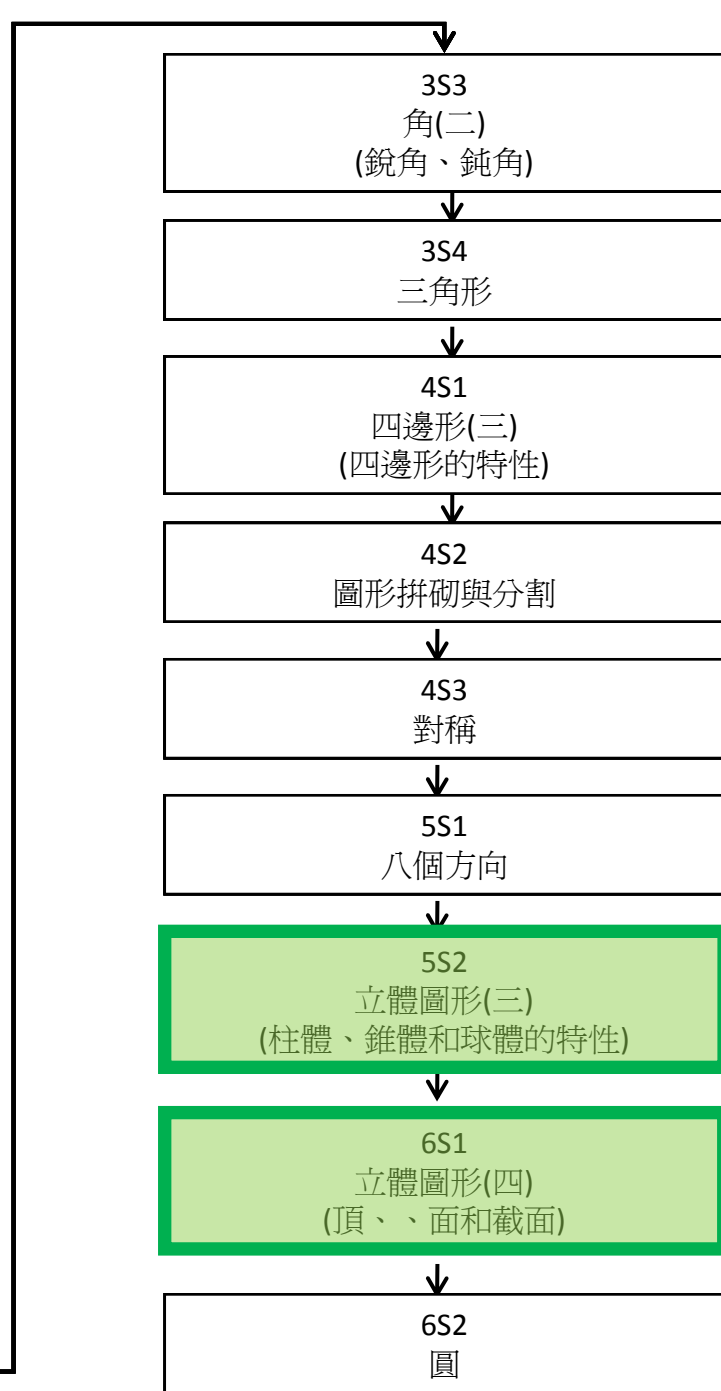 3S3
角(二)
(銳角、鈍角)
3S4
三角形
4S1
四邊形(三)
(四邊形的特性)
4S2
圖形拼砌與分割
4S3
對稱
5S1
八個方向
5S2
立體圖形(三)
(柱體、錐體和球體的特性)
6S1
立體圖形(四)
(頂、、面和截面)
6S2
圓